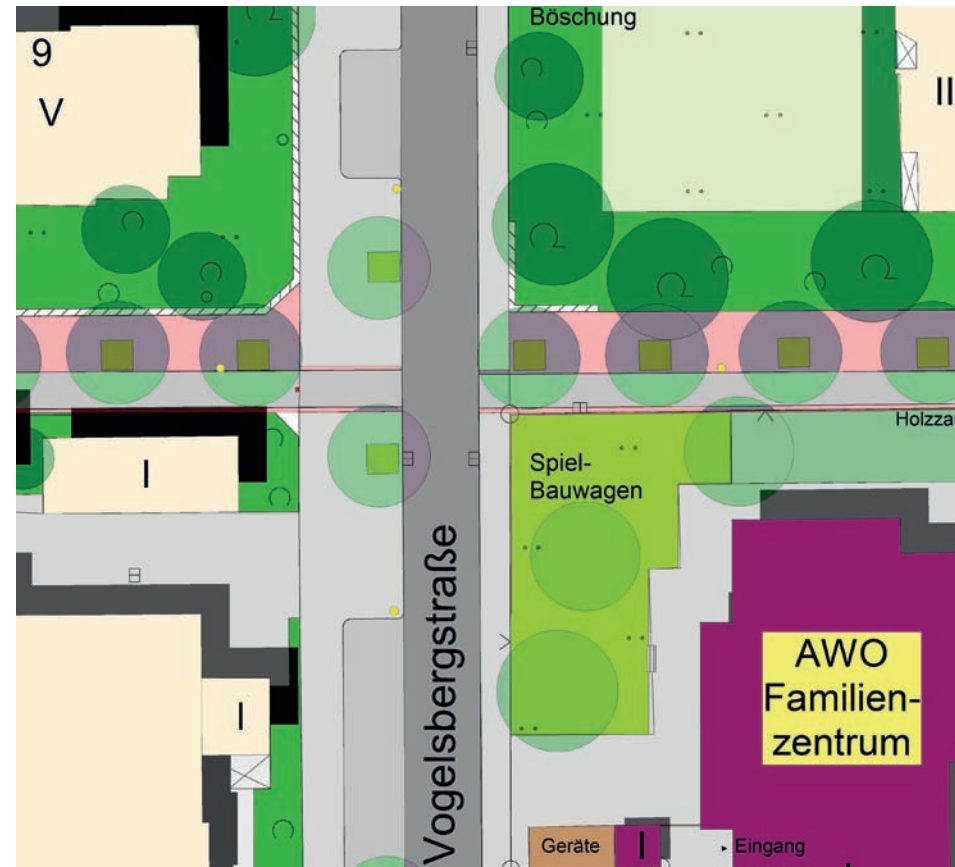 Böschung
9
V
II
Holzza
I
Spiel-
Bauwagen
Vogelsbergstraße
AWO
Familien-
zentrum
I
Geräte
I
Eingang